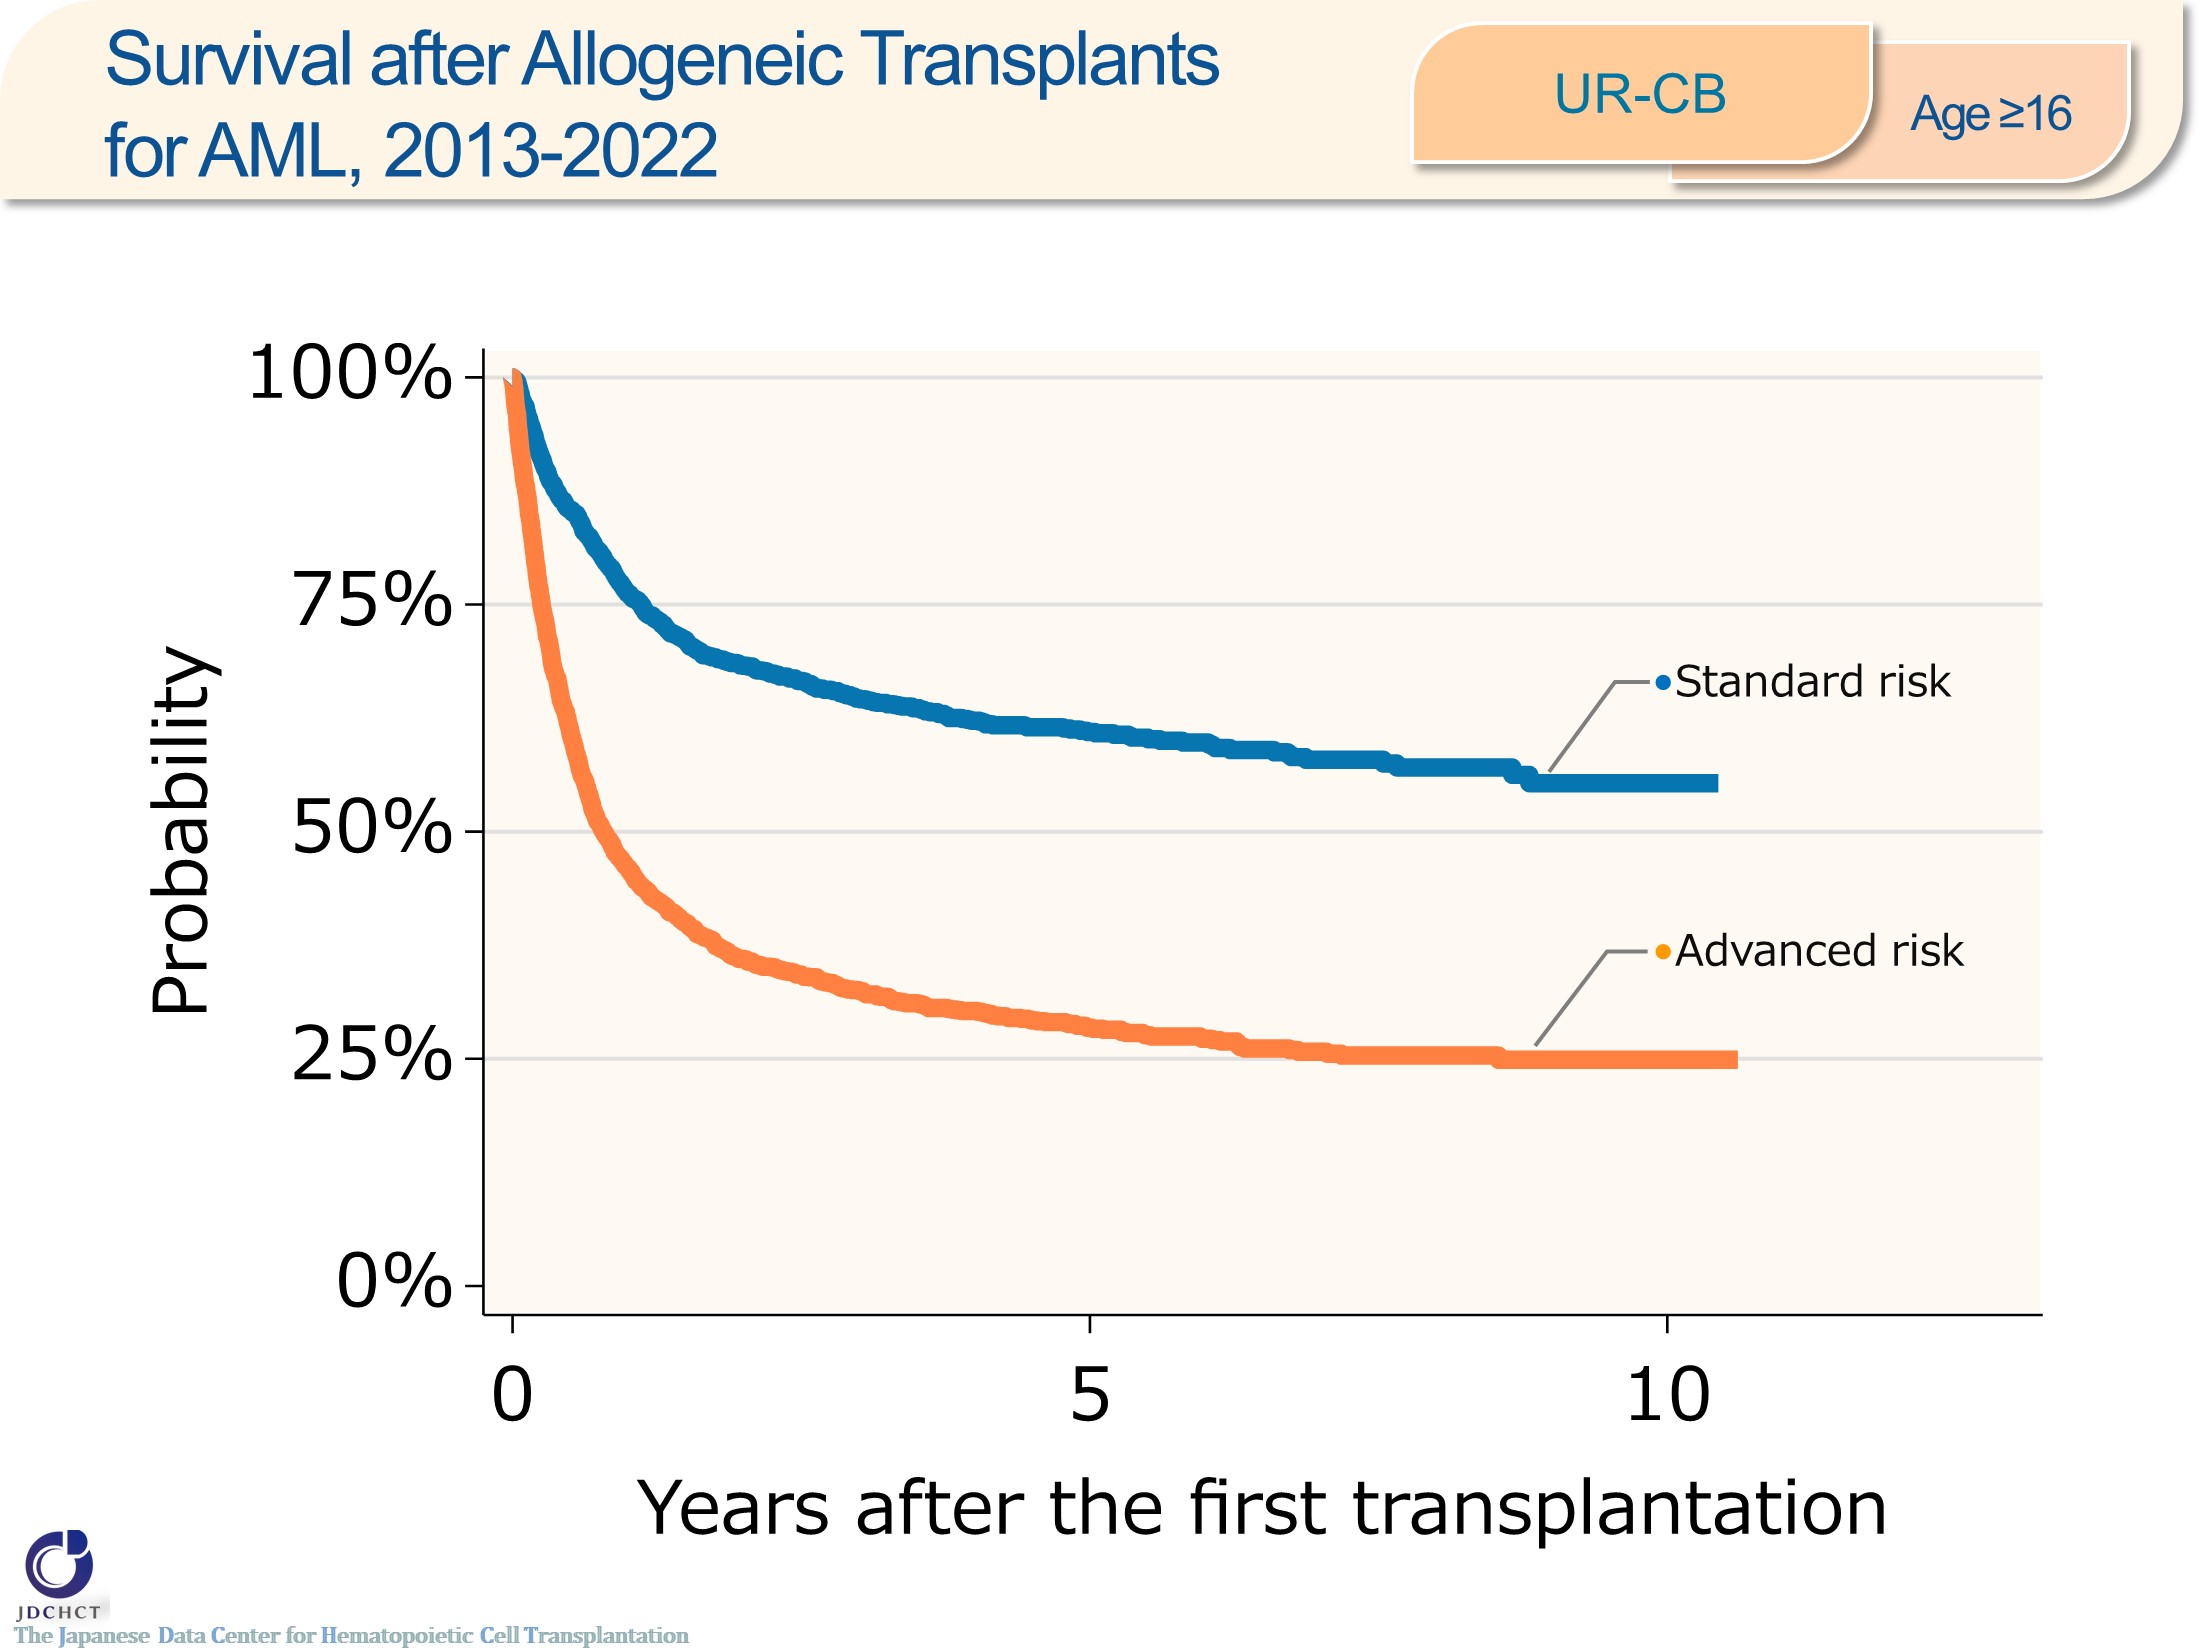 Survival after Allogeneic Transplants
for AML, 2013-2022
UR-CB
Age ≥16
100%
75%
50%
25%
0%
Probability
Standard risk
Advanced risk
0
5
10
Years after the first transplantation
JDCHCT
The Japanese Data Center for Hematopoietic Cell Transplantation